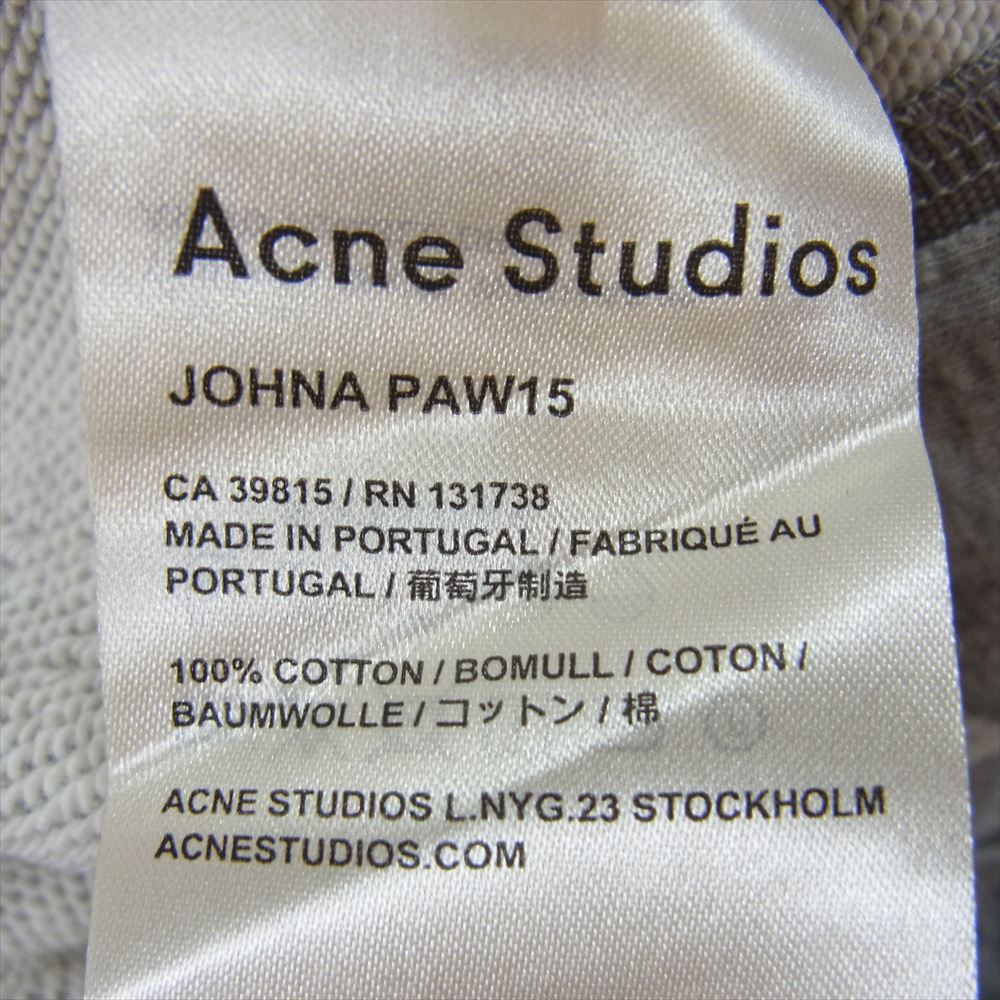 Acne Studios
JOHNA PAW15
CA 39815 / RN 131738
MADE IN PORTUGAL / FABRIQUÉ AU
PORTUGAL / 葡萄牙制造
100% COTTON / BOMULL / COTON /
BAUMWOLLE / コットン / 棉
ACNE STUDIOS L.NYG.23 STOCKHOLM
ACNESTUDIOS.COM